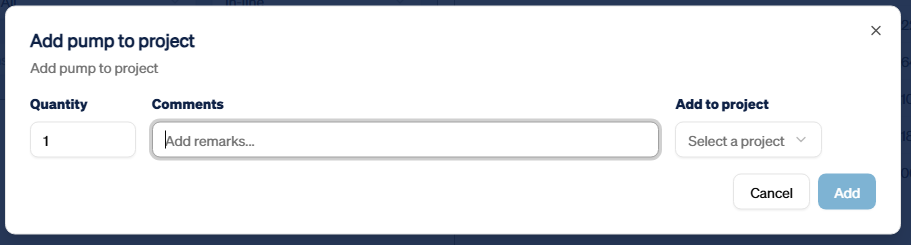 Add pump to project
Add pump to project
Quantity
Comments
Add to project
1
Add remarks...
Select a project
Cancel
Add